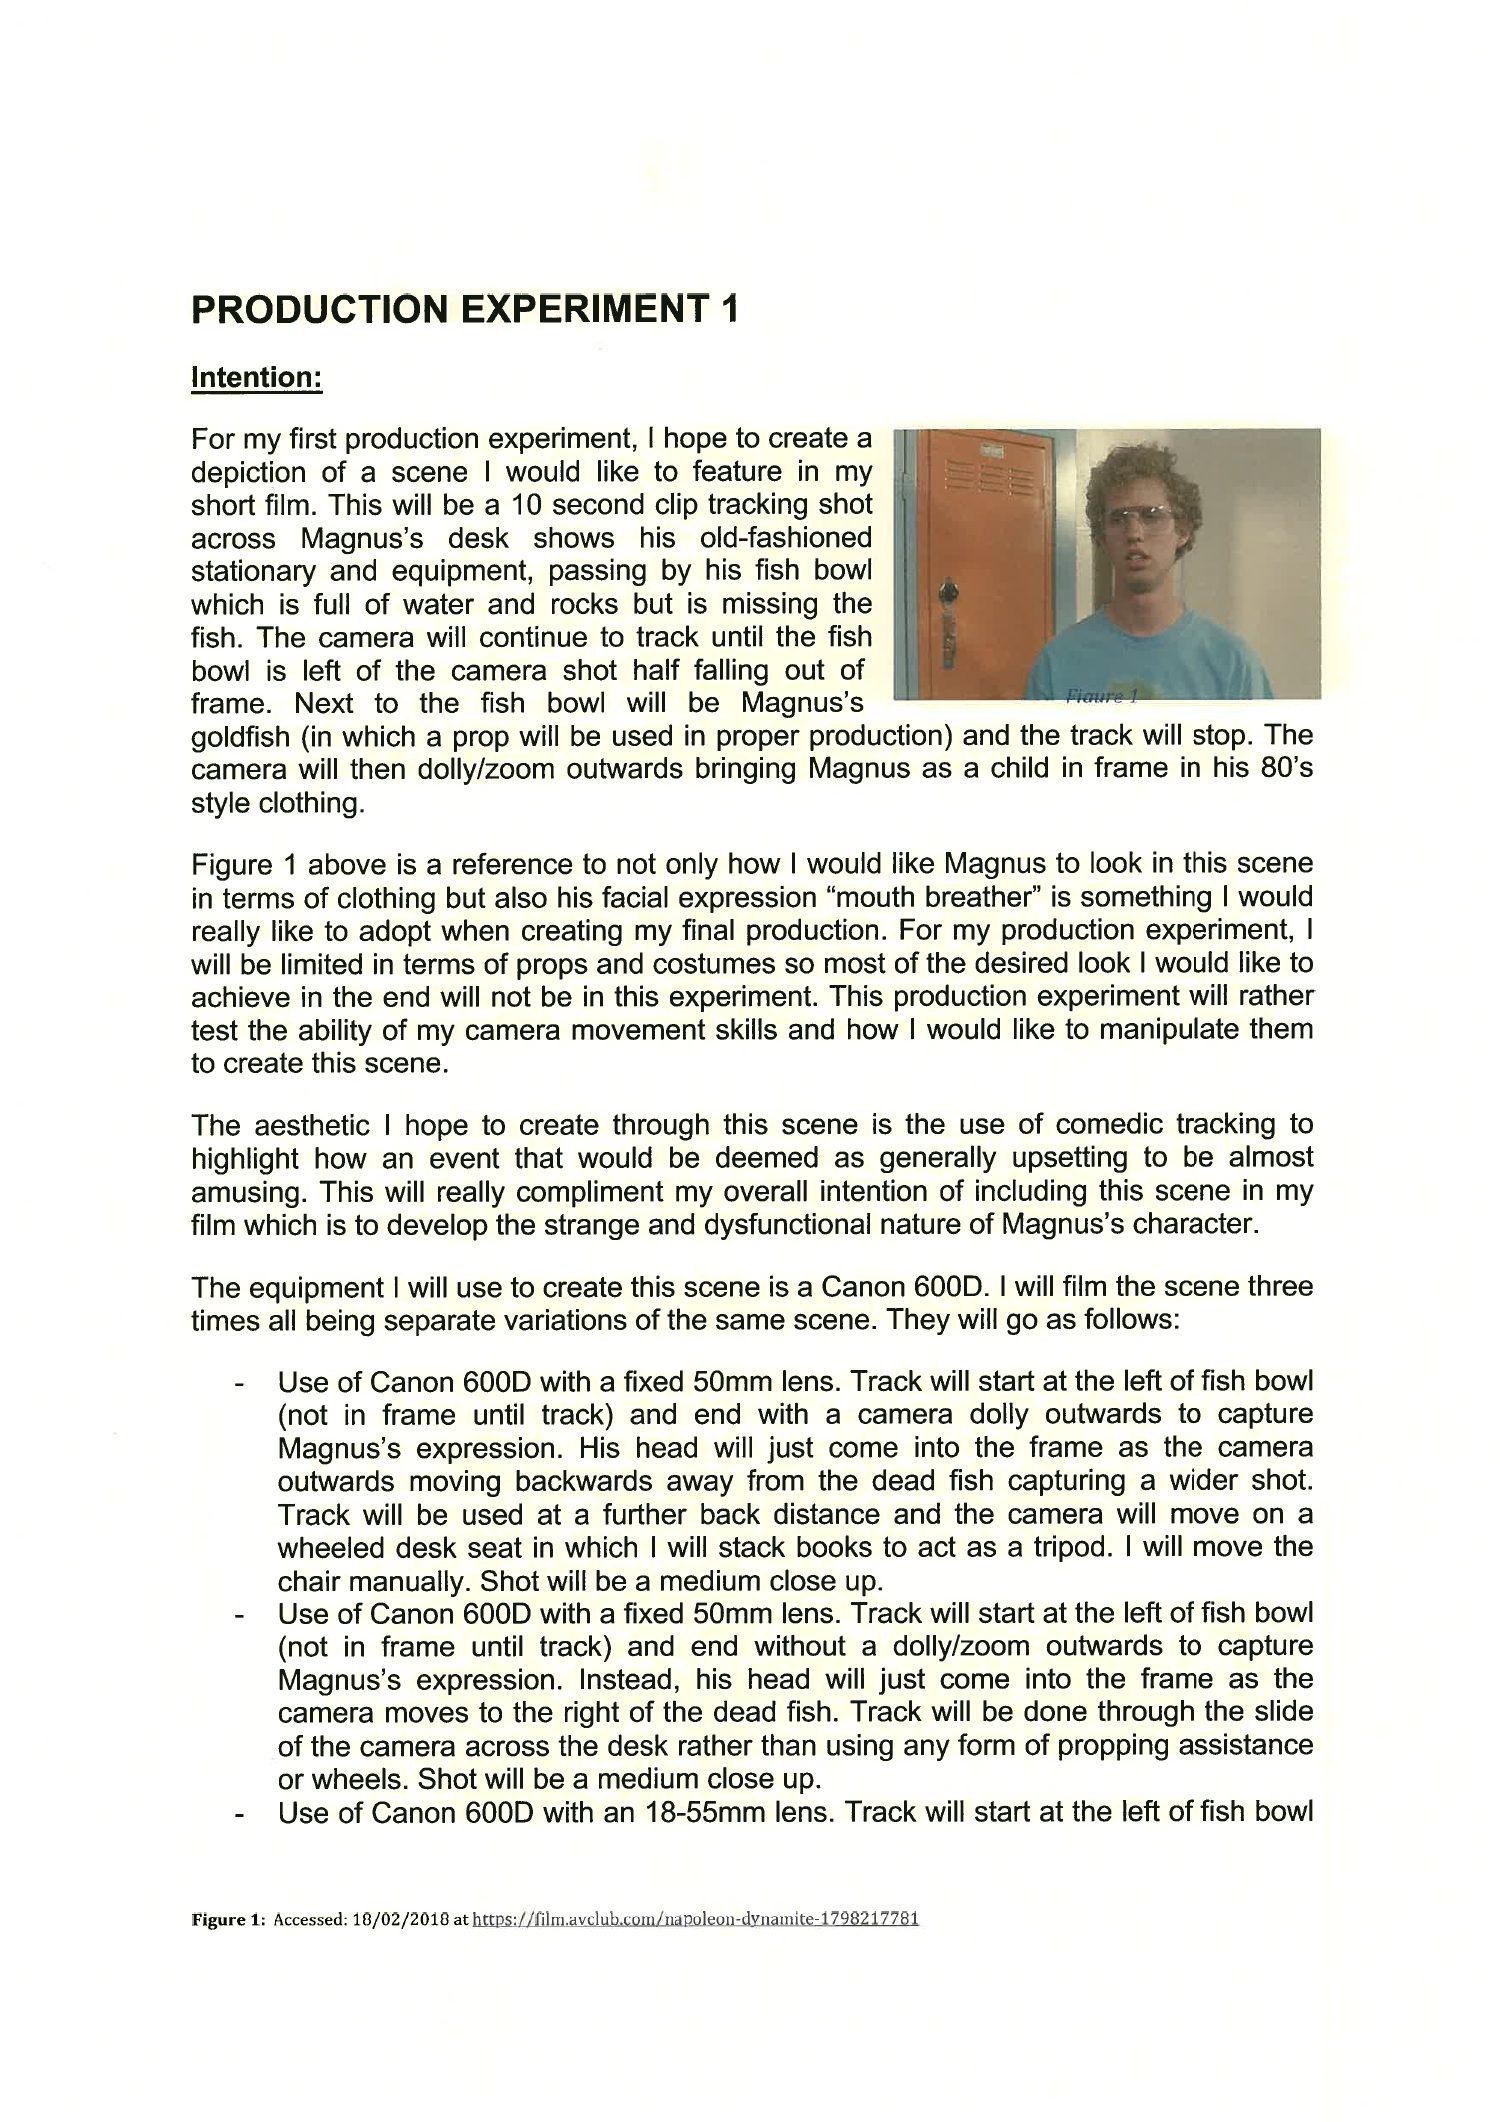 PRODUCTION EXPERIMENT 1
Intention:
For my first production experiment, I hope to create a
depiction of a scene I would like to feature in my
short film. This will be a 10 second clip tracking shot
across Magnus's desk shows his old-fashioned
stationary and equipment, passing by his fish bowl
which is full of water and rocks but is missing the
fish. The camera will continue to track until the fish
bowl is left of the camera shot half falling out of
frame. Next to the fish bowl will be Magnus's
Figure 1
goldfish (in which a prop will be used in proper production) and the track will stop. The
camera will then dolly/zoom outwards bringing Magnus as a child in frame in his 80's
style clothing.
Figure 1 above is a reference to not only how I would like Magnus to look in this scene
in terms of clothing but also his facial expression “mouth breather” is something I would
really like to adopt when creating my final production. For my production experiment, I
will be limited in terms of props and costumes so most of the desired look I would like to
achieve in the end will not be in this experiment. This production experiment will rather
test the ability of my camera movement skills and how I would like to manipulate them
to create this scene.
The aesthetic I hope to create through this scene is the use of comedic tracking to
highlight how an event that would be deemed as generally upsetting to be almost
amusing. This will really compliment my overall intention of including this scene in my
film which is to develop the strange and dysfunctional nature of Magnus's character.
The equipment I will use to create this scene is a Canon 600D. I will film the scene three
times all being separate variations of the same scene. They will go as follows:
- Use of Canon 600D with a fixed 50mm lens. Track will start at the left of fish bowl
(not in frame until track) and end with a camera dolly outwards to capture
Magnus's expression. His head will just come into the frame as the camera
outwards moving backwards away from the dead fish capturing a wider shot.
Track will be used at a further back distance and the camera will move on a
wheeled desk seat in which I will stack books to act as a tripod. I will move the
chair manually. Shot will be a medium close up.
- Use of Canon 600D with a fixed 50mm lens. Track will start at the left of fish bowl
(not in frame until track) and end without a dolly/zoom outwards to capture
Magnus's expression. Instead, his head will just come into the frame as the
camera moves to the right of the dead fish. Track will be done through the slide
of the camera across the desk rather than using any form of propping assistance
or wheels. Shot will be a medium close up.
- Use of Canon 600D with an 18-55mm lens. Track will start at the left of fish bowl
Figure 1: Accessed: 18/02/2018 at https://film.avclub.com/napoleon-dynamite-1798217781